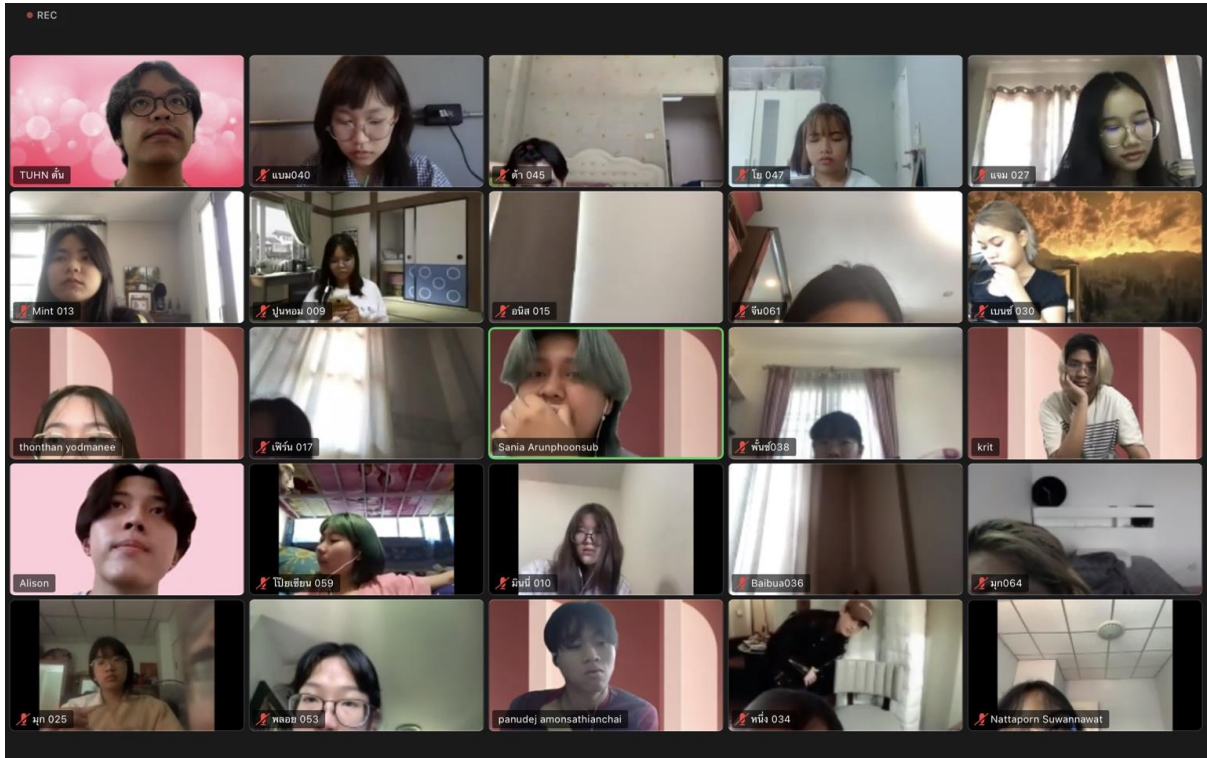 REC
TUHN ตั้น
แบม040
ต้า 045
โย 047
แจม 027
Mint 013
ปูนหอม 009
อนิส 015
จีน061
เบนซ์ 030
thonthan yodmanee
เฟิร์น 017
Sania Arunphoonsub
พั้นช์038
krit
Alison
โป๊ยเซียน 059
มินนี่ 010
Baibua036
มุก064
มุก 025
พลอย 053
panudej amonsathianchai
หนึ่ง 034
Nattaporn Suwannawat